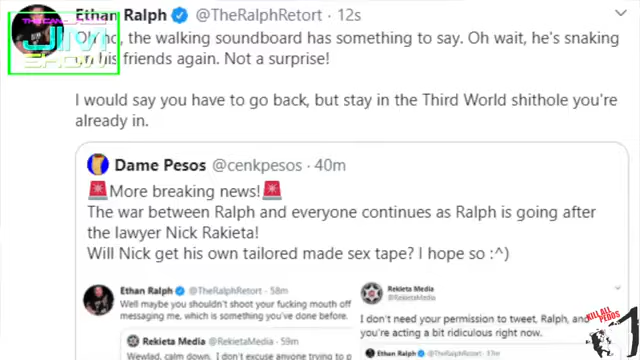 Ethan Ralph @TheRalphRetort · 12s
JIM
SHOW
no, the walking soundboard has something to say. Oh wait, he's snaking
his friends again. Not a surprise!
I would say you have to go back, but stay in the Third World shithole you're
already in.
Dame Pesos @cenkpesos · 40m
🚨More breaking news!🚨
The war between Ralph and everyone continues as Ralph is going after
the lawyer Nick Rakieta!
Will Nick get his own tailored made sex tape? I hope so :^)
Ethan Ralph @TheRalphRetort · 58m
Well maybe you shouldn't shoot your fucking mouth off
messaging me, which is something you've done before.
Rekieta Media @RekietaMedia · 59m
Wewlad, calm down. I don't excuse anyone trying to p
Rekieta Media
@RekietaMedia
I don't need your permission to tweet, Ralph, and
you're acting a bit ridiculous right now.
Ethan Ralph @TheRalphRetort · 37m
KILL ALL
PEDOS